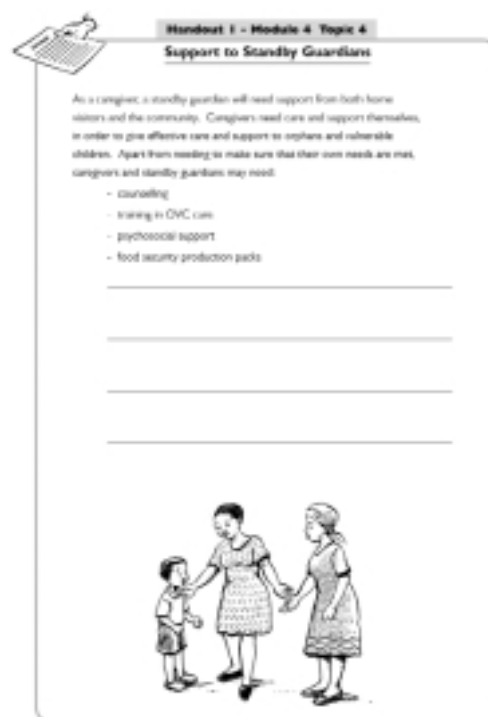 Handout 1 - Module 4 Topic 4
Support to Standby Guardians
As a caregiver, a standby guardian will need support from both home
visitors and the community. Caregivers need care and support themselves,
in order to give effective care and support to orphans and vulnerable
children. Apart from needing to make sure that their own needs are met,
caregivers and standby guardians may need:
- counselling
- training in OVC care
- psychosocial support
- food security production packs